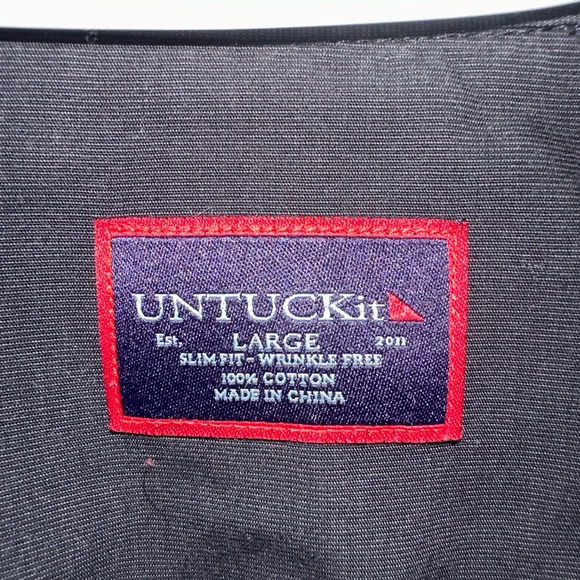 UNTUCKit
Est. LARGE 2011
SLIM FIT - WRINKLE FREE
100% COTTON
MADE IN CHINA